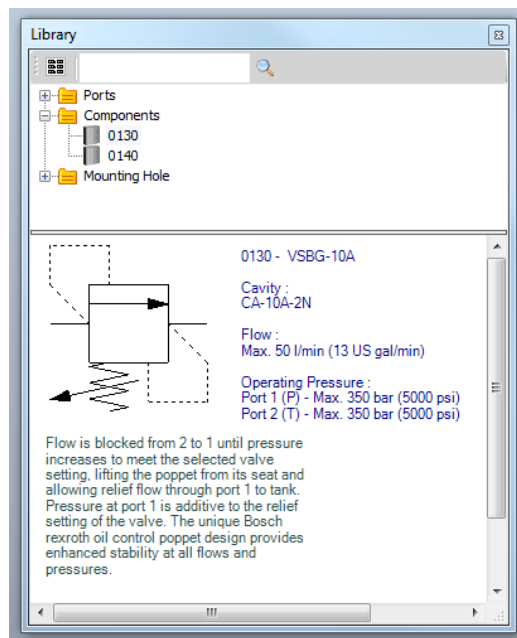 Library
Ports
Components
0130
0140
Mounting Hole
0130 - VSBG-10A
Cavity :
CA-10A-2N
Flow :
Max. 50 l/min (13 US gal/min)
Operating Pressure :
Port 1 (P) - Max. 350 bar (5000 psi)
Port 2 (T) - Max. 350 bar (5000 psi)
Flow is blocked from 2 to 1 until pressure
increases to meet the selected valve
setting, lifting the poppet from its seat and
allowing relief flow through port 1 to tank.
Pressure at port 1 is additive to the relief
setting of the valve. The unique Bosch
rexroth oil control poppet design provides
enhanced stability at all flows and
pressures.